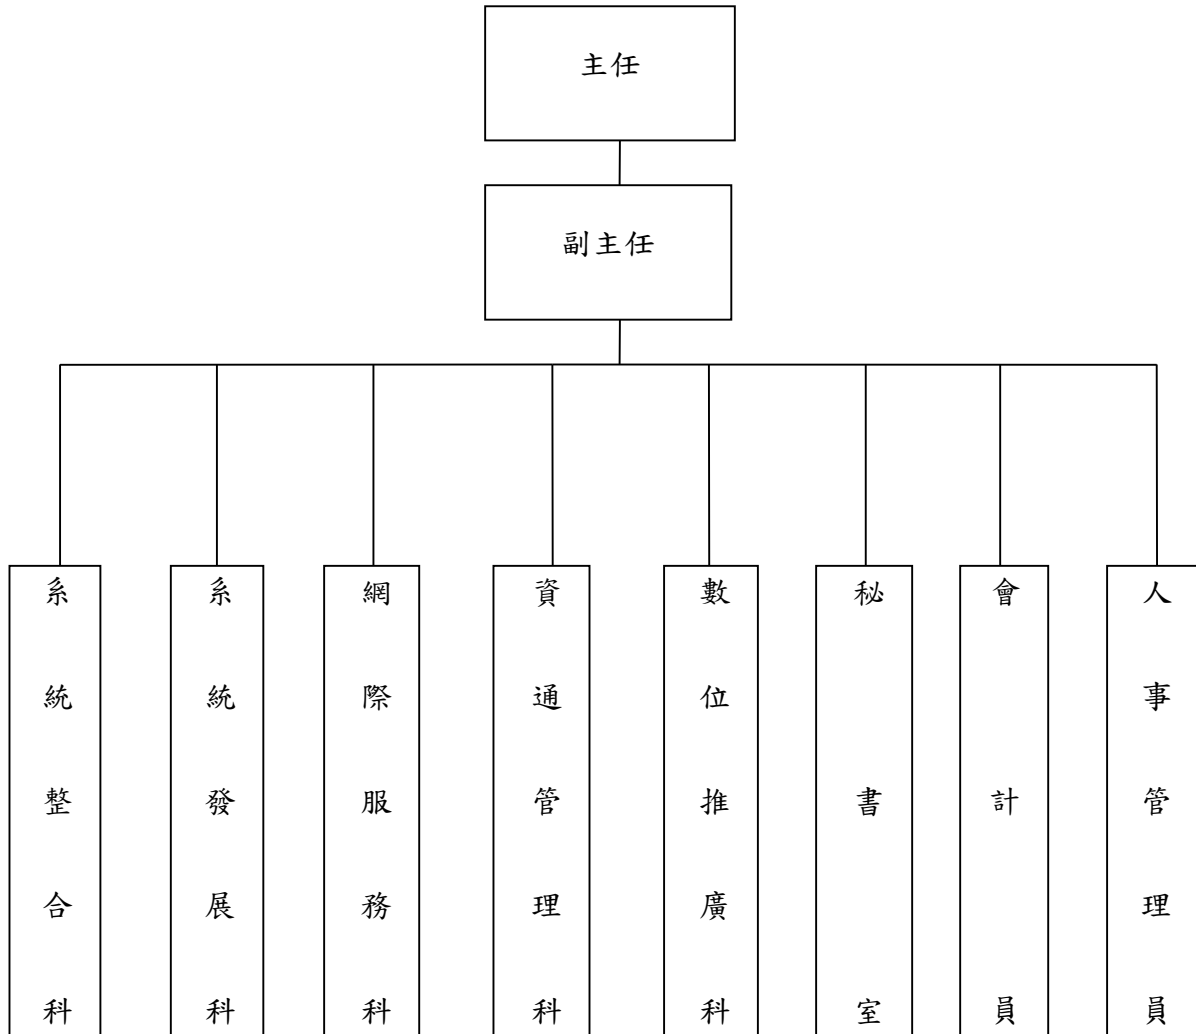 主任
副主任
系統整合科
系統發展科
網際服務科
資通管理科
數位推廣科
秘書室
會計員
人事管理員